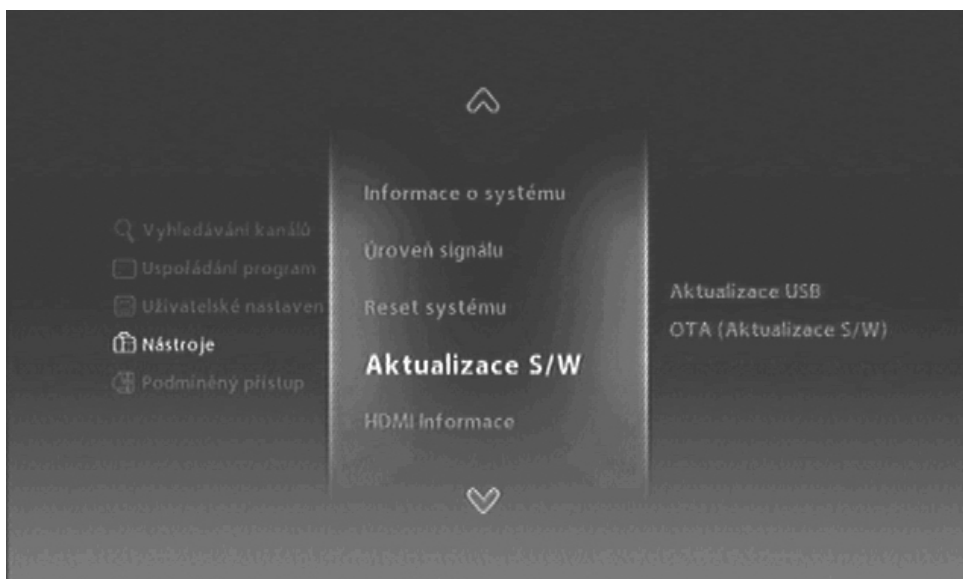 Vyhledávání kanálů
Uspořádání program
Uživatelské nastaven
Nástroje
Podmíněný přístup
Informace o systému
Úroveň signálu
Reset systému
Aktualizace S/W
HDMI Informace
Aktualizace USB
OTA (Aktualizace S/W)